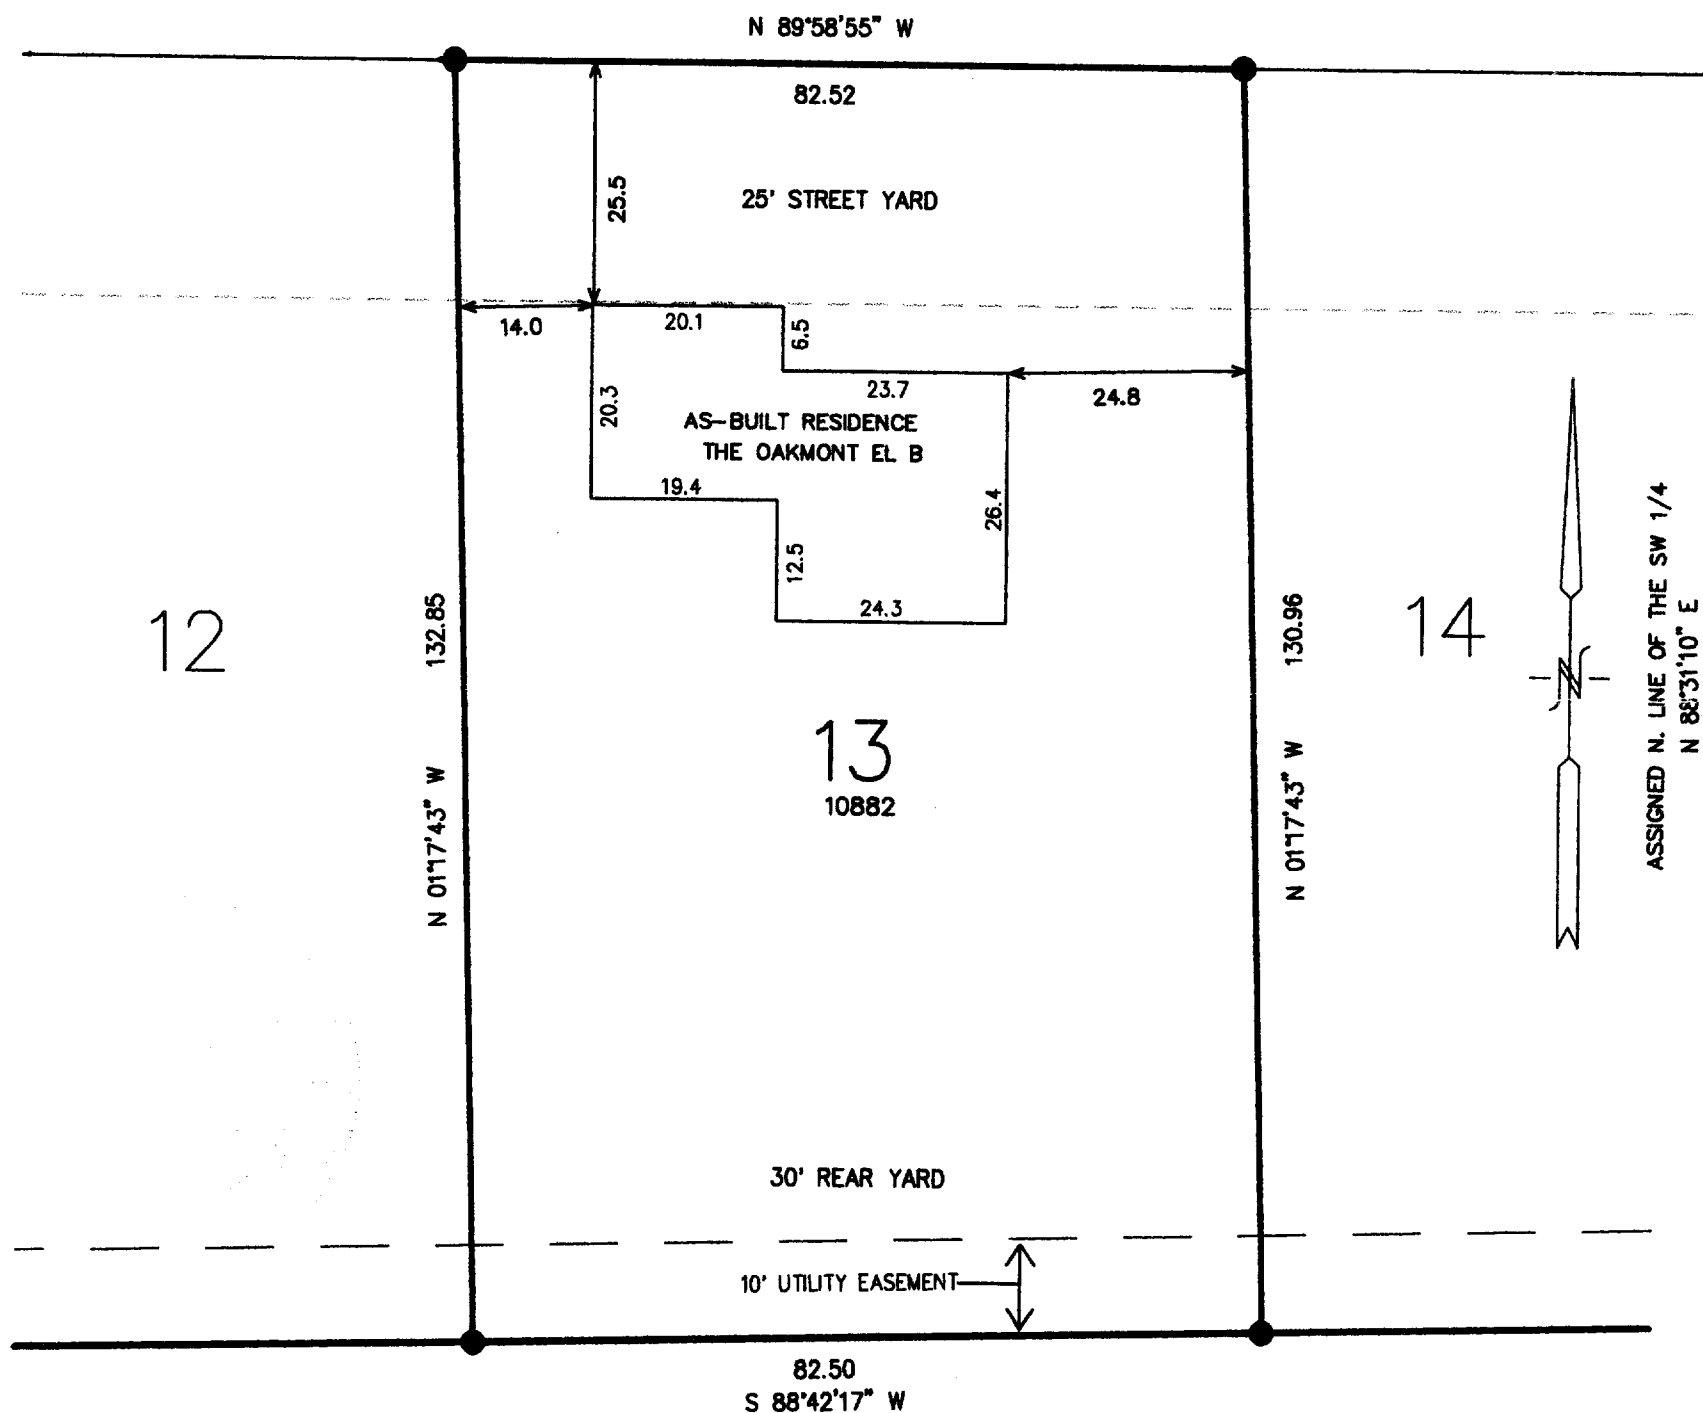 N 89°58'55" W
82.52
25.5
25' STREET YARD
14.0
20.1
6.5
23.7
24.8
20.3
AS-BUILT RESIDENCE
THE OAKMONT EL B
19.4
26.4
12.5
24.3
12
132.85
N 01°17'43" W
13
10882
130.96
N 01°17'43" W
14
N
ASSIGNED N. LINE OF THE SW 1/4
N 88°31'10" E
30' REAR YARD
10' UTILITY EASEMENT
82.50
S 88°42'17" W